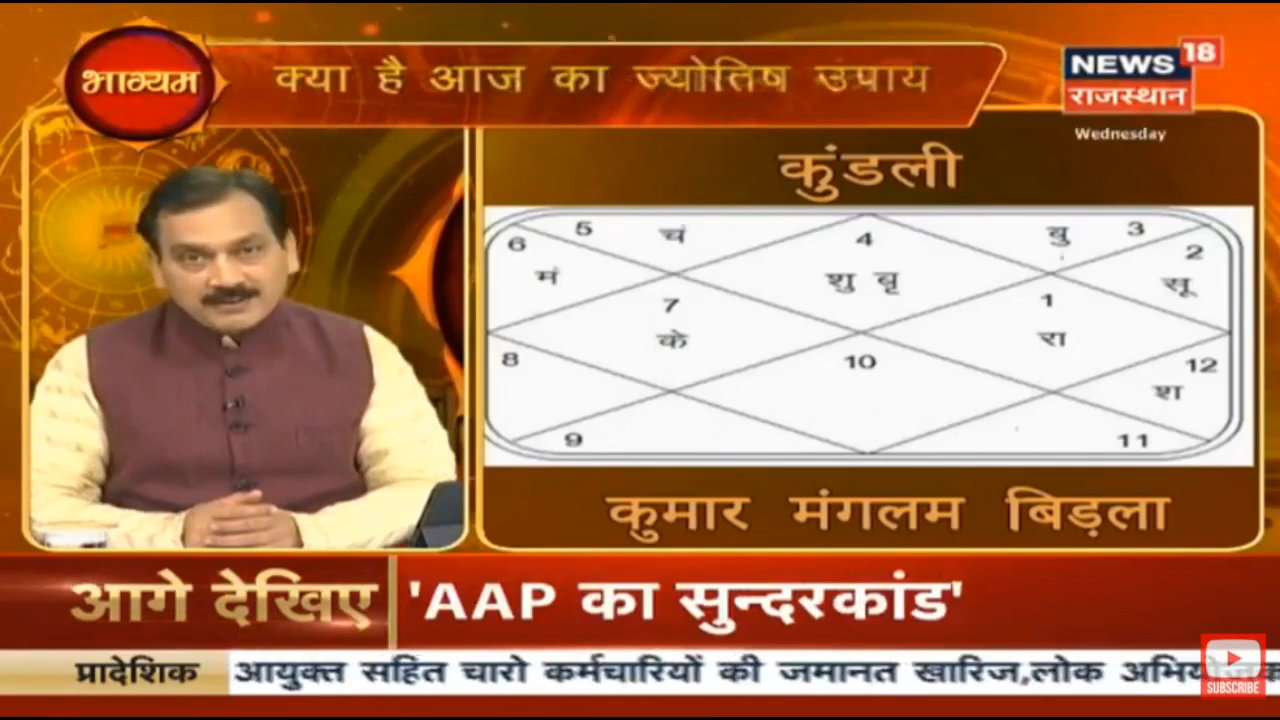 भाग्यम
क्या है आज का ज्योतिष उपाय
NEWS 18
राजस्थान
Wednesday
कुंडली
5 चं 4 बु 3
6 2
मं शु बृ सू
7 1
के रा
8 10 12
श
9 11
कुमार मंगलम बिड़ला
आगे देखिए 'AAP का सुन्दरकांड'
प्रादेशिक आयुक्त सहित चारो कर्मचारियों की जमानत खारिज,लोक
SUBSCRIBE